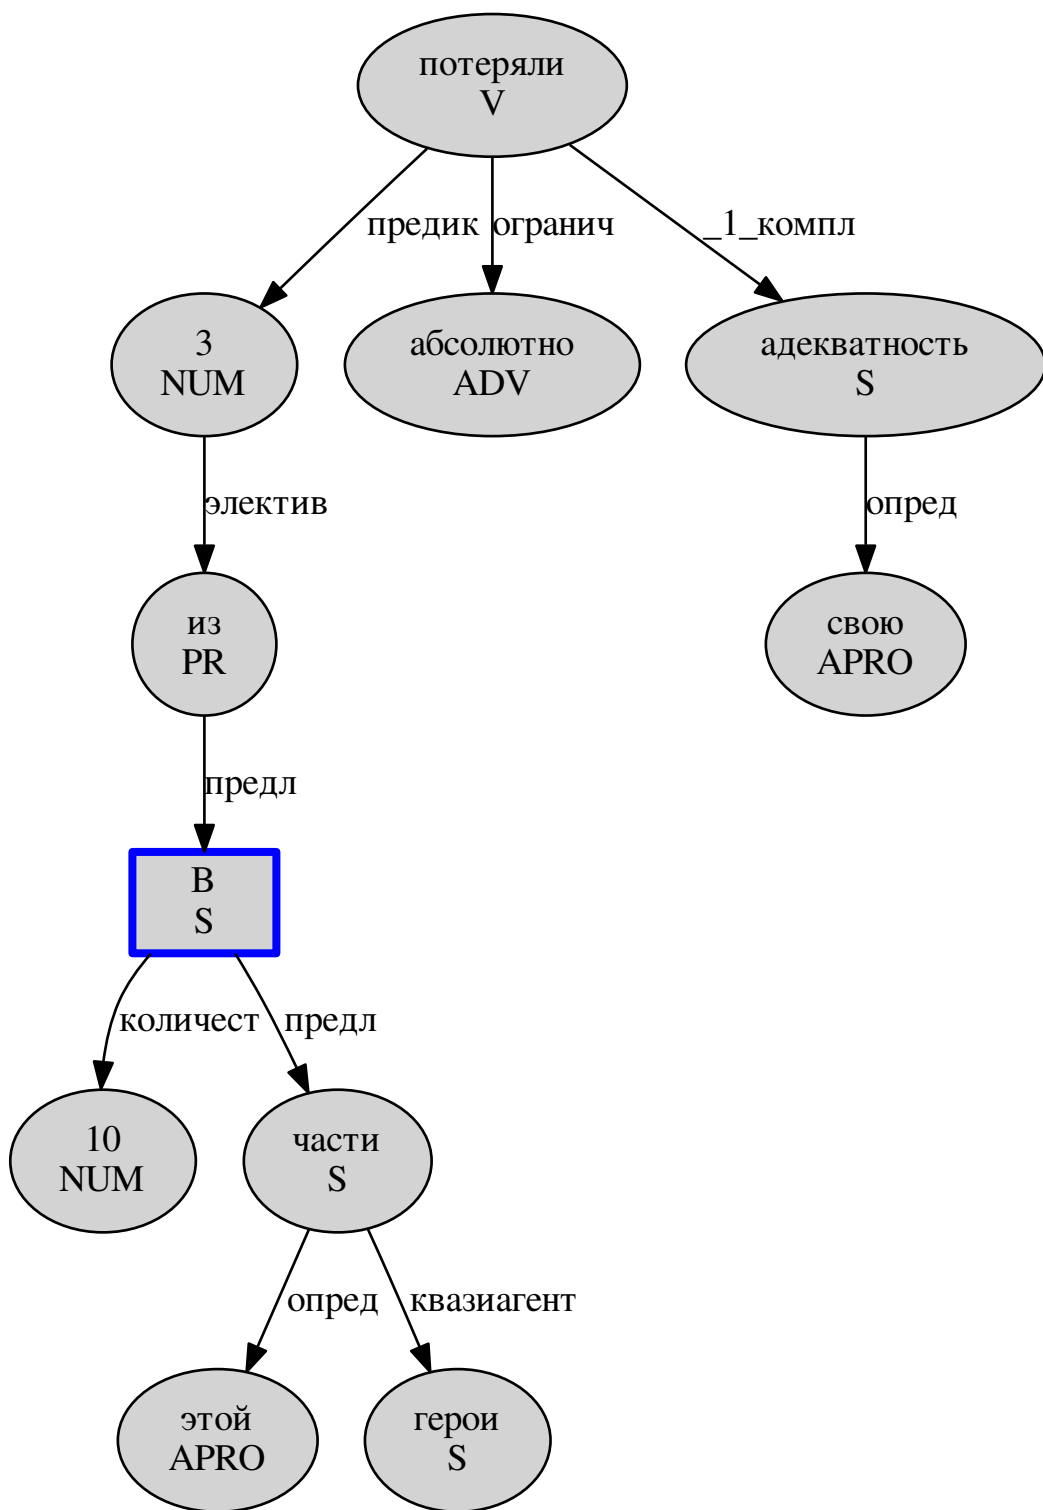 потеряли
V
предик
огранич
_1_компл
3
NUM
абсолютно
ADV
адекватность
S
электив
опред
из
PR
свою
APRO
предл
В
S
количест
предл
10
NUM
части
S
опред
квазиагент
этой
APRO
герои
S